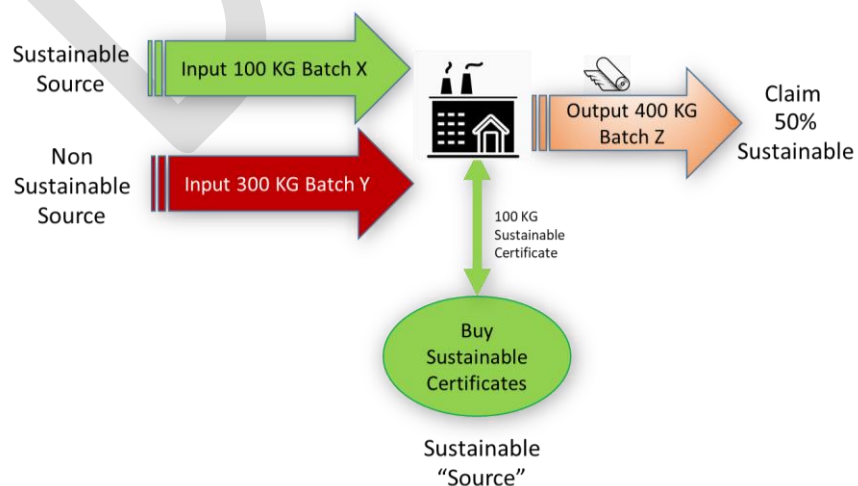 Sustainable
Source
Input 100 KG Batch X
Non
Sustainable
Source
Input 300 KG Batch Y
Output 400 KG
Batch Z
Claim
50%
Sustainable
100 KG
Sustainable
Certificate
Buy
Sustainable
Certificates
Sustainable
“Source”